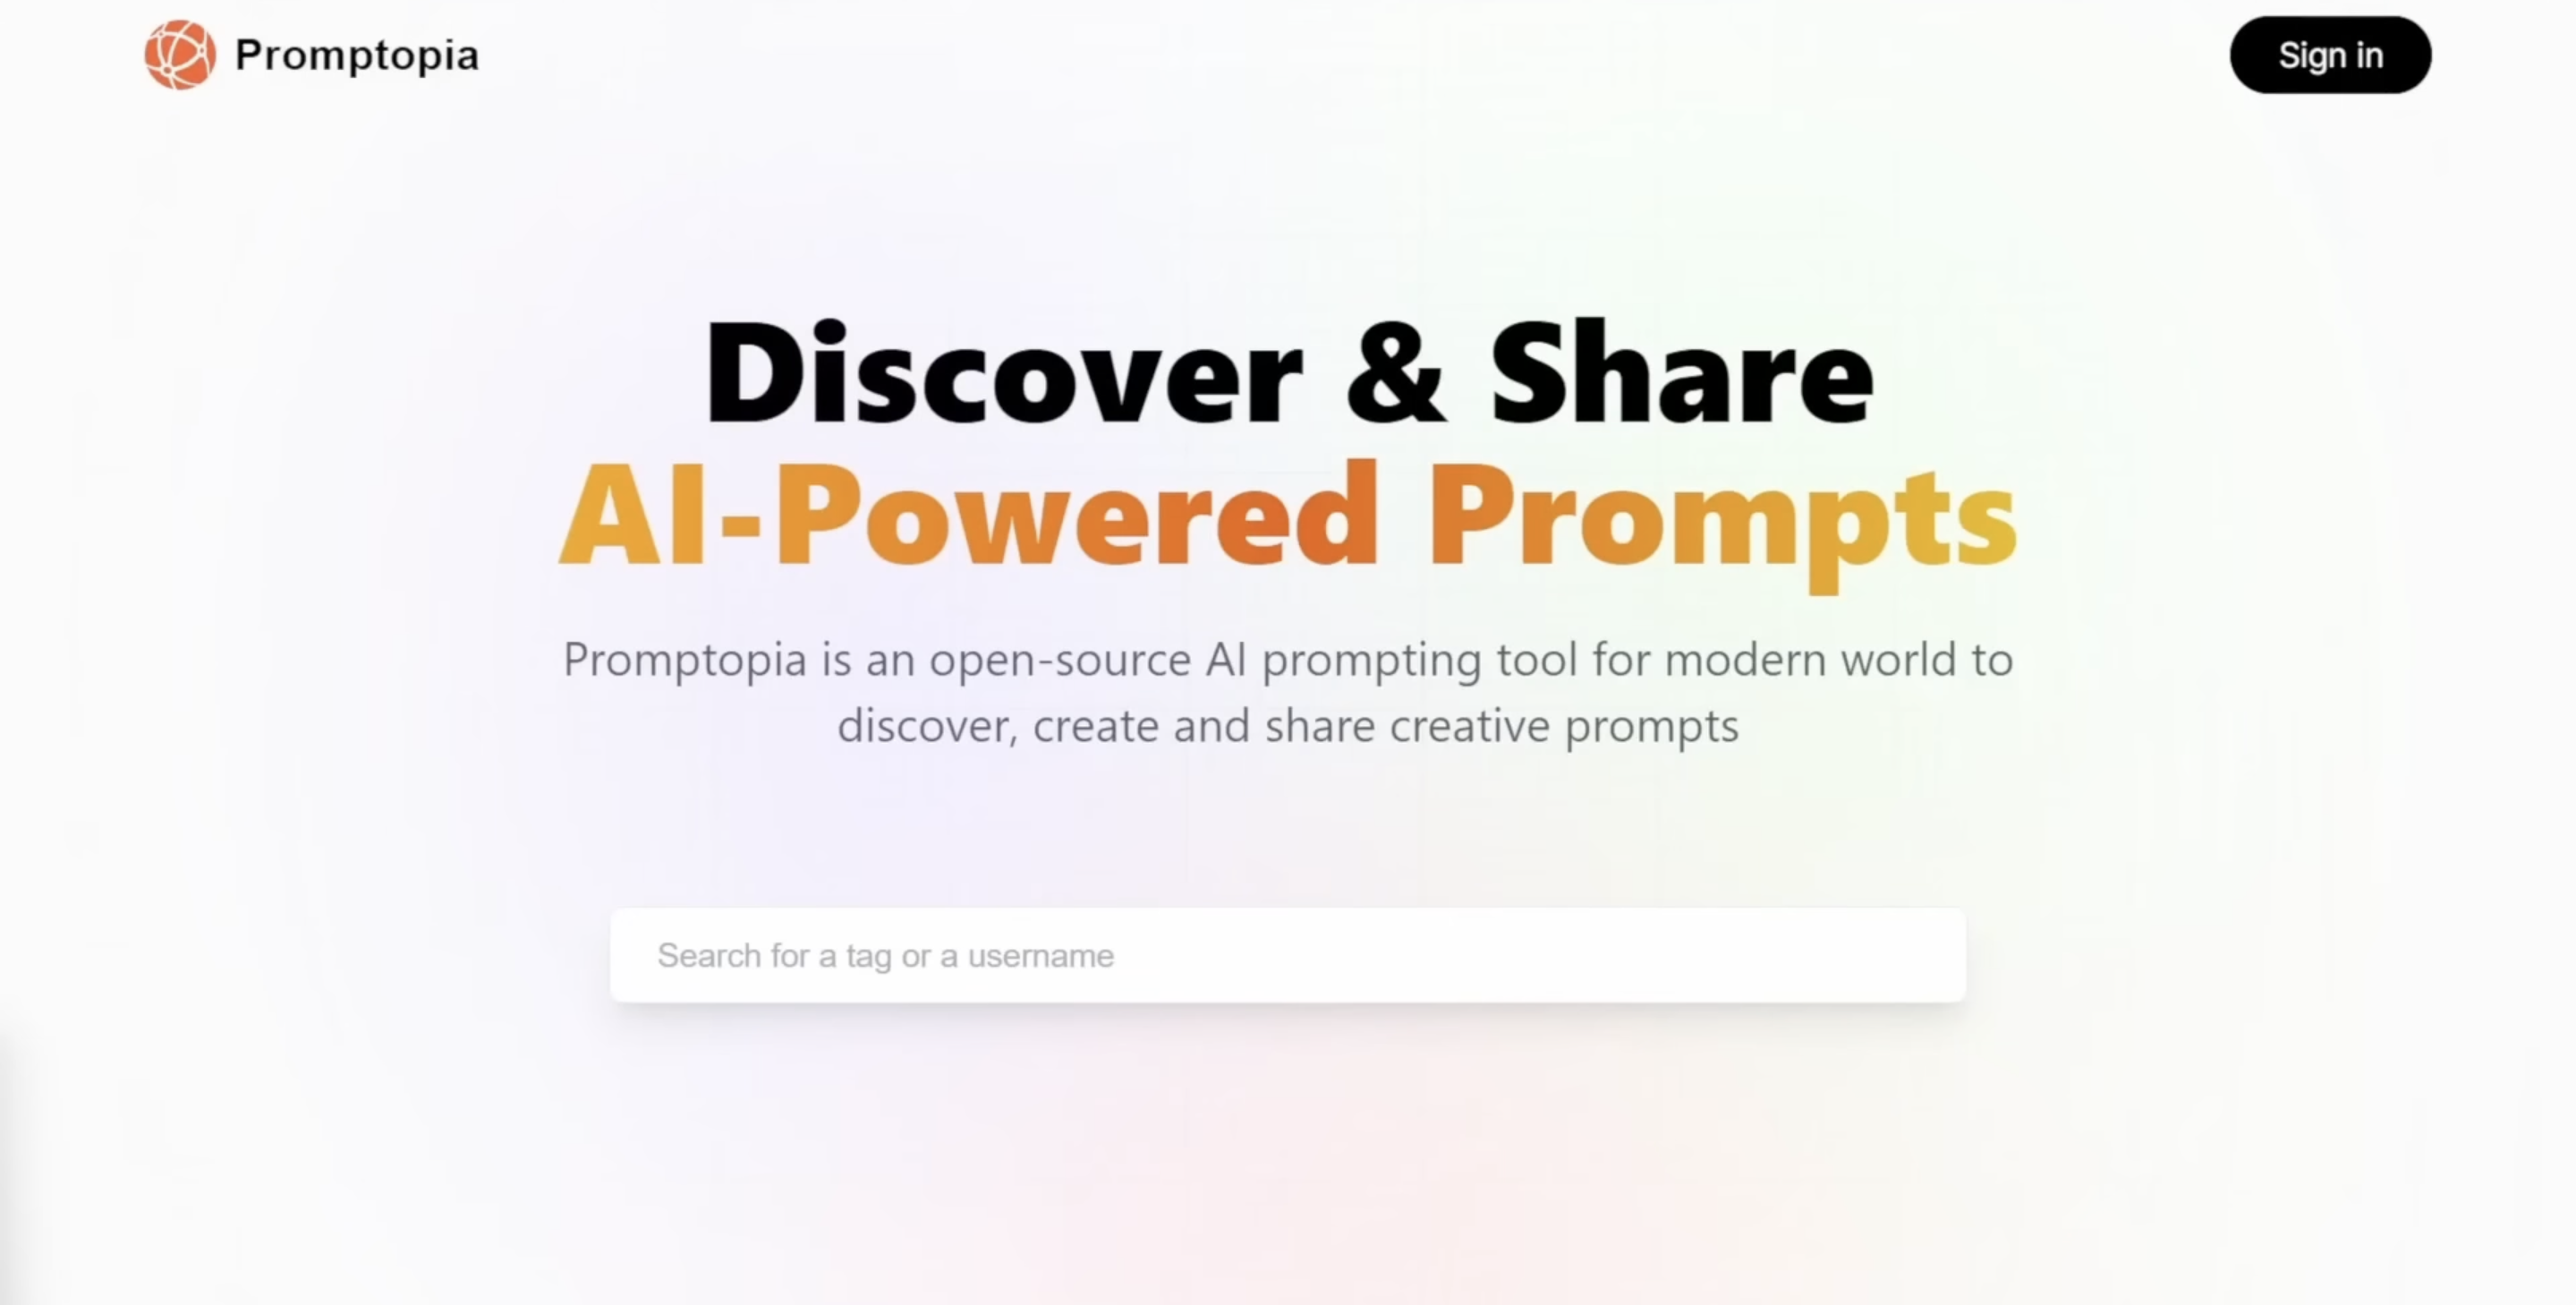 Promptopia
Sign in
Discover & Share
AI-Powered Prompts
Promptopia is an open-source AI prompting tool for modern world to
discover, create and share creative prompts
Search for a tag or a username